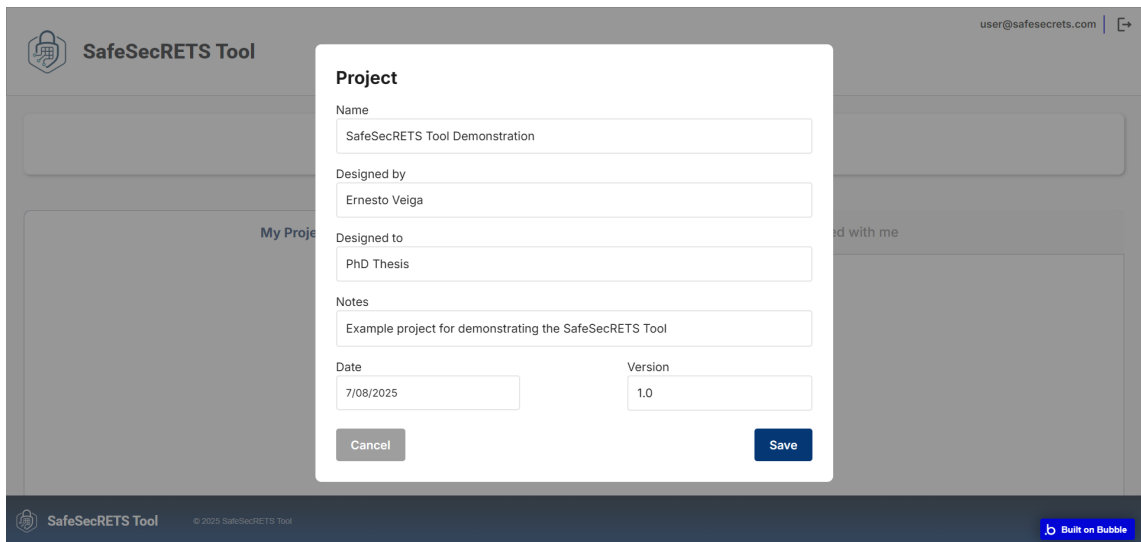 user@safesecrets.com
SafeSecRETS Tool
Project
Name
SafeSecRETS Tool Demonstration
Designed by
Ernesto Veiga
My Proje
Designed to
ed with me
PhD Thesis
Notes
Example project for demonstrating the SafeSecRETS Tool
Date Version
7/08/2025 1.0
Cancel Save
SafeSecRETS Tool © 2025 SafeSecRETS Tool
b Built on Bubble